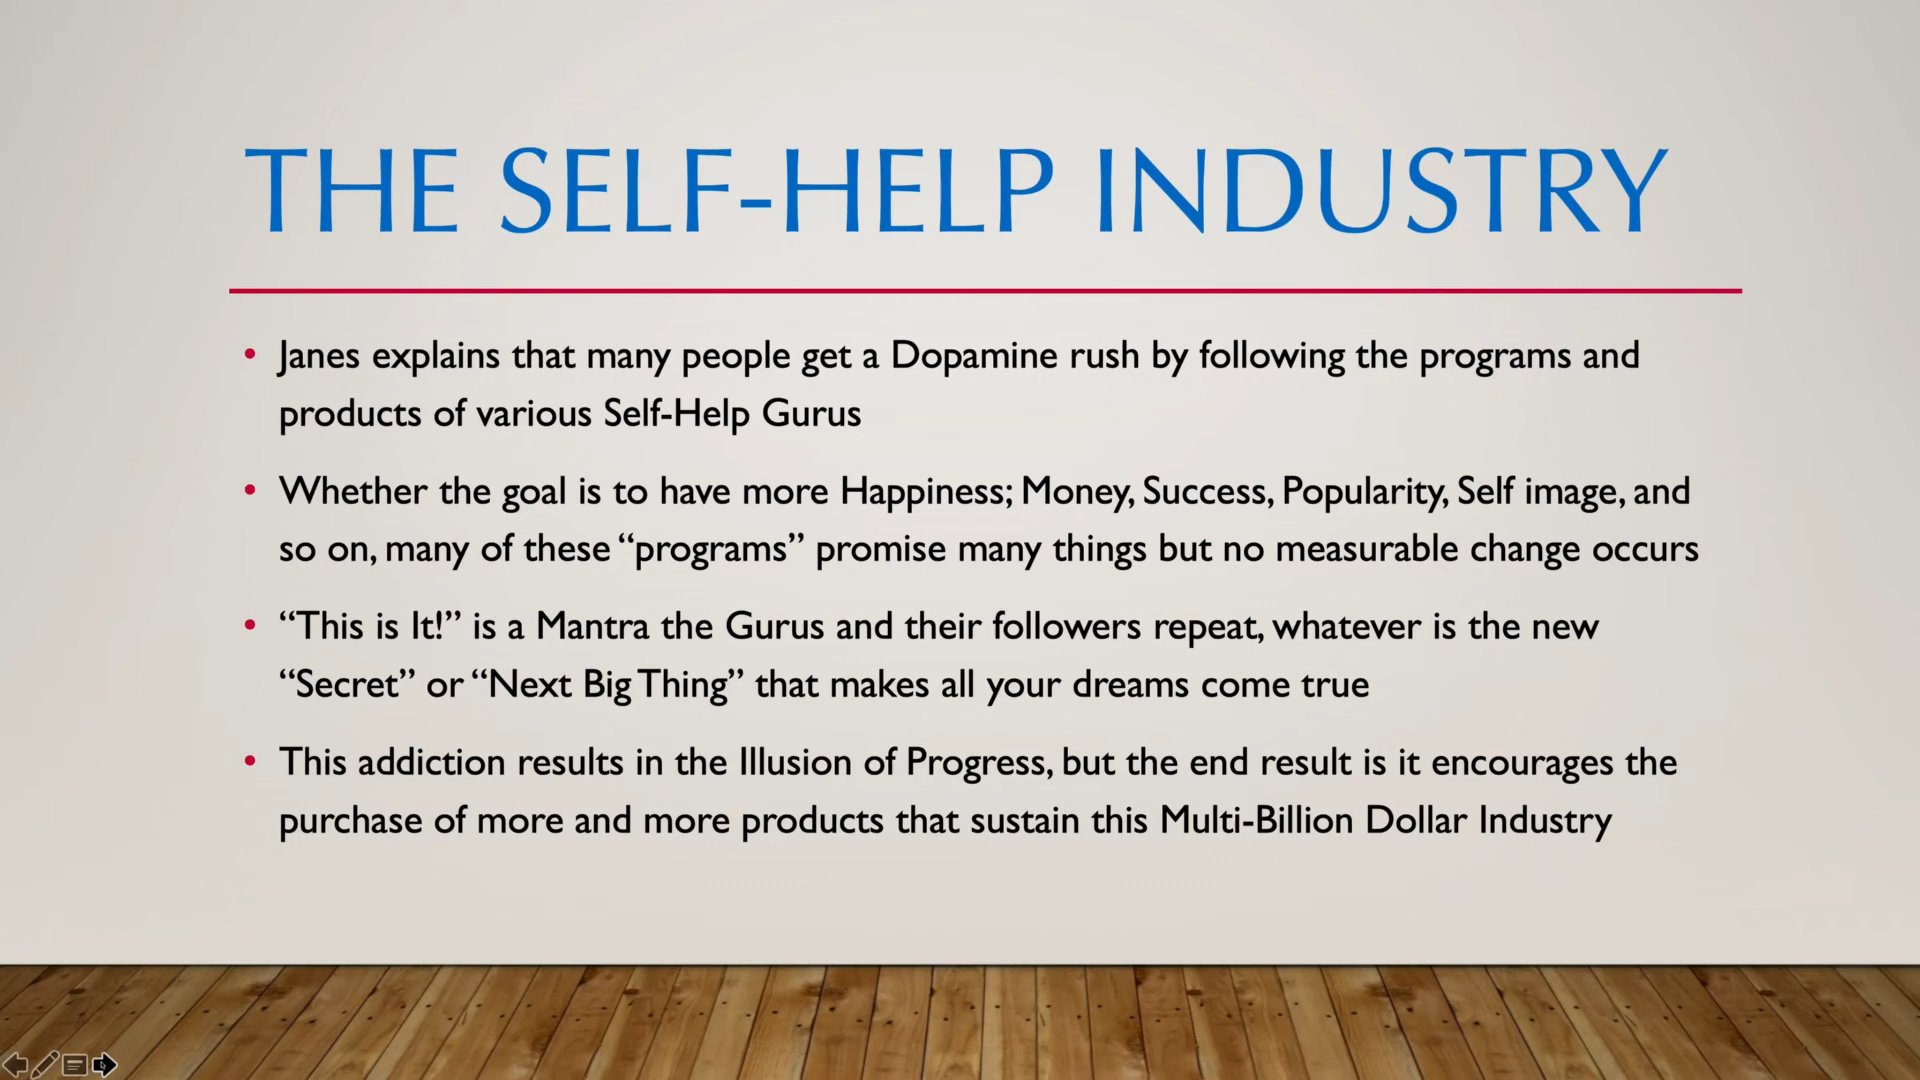 THE SELF-HELP INDUSTRY
• Janes explains that many people get a Dopamine rush by following the programs and
products of various Self-Help Gurus
• Whether the goal is to have more Happiness; Money, Success, Popularity, Self image, and
so on, many of these “programs” promise many things but no measurable change occurs
• “This is It!” is a Mantra the Gurus and their followers repeat, whatever is the new
“Secret” or “Next Big Thing” that makes all your dreams come true
• This addiction results in the Illusion of Progress, but the end result is it encourages the
purchase of more and more products that sustain this Multi-Billion Dollar Industry